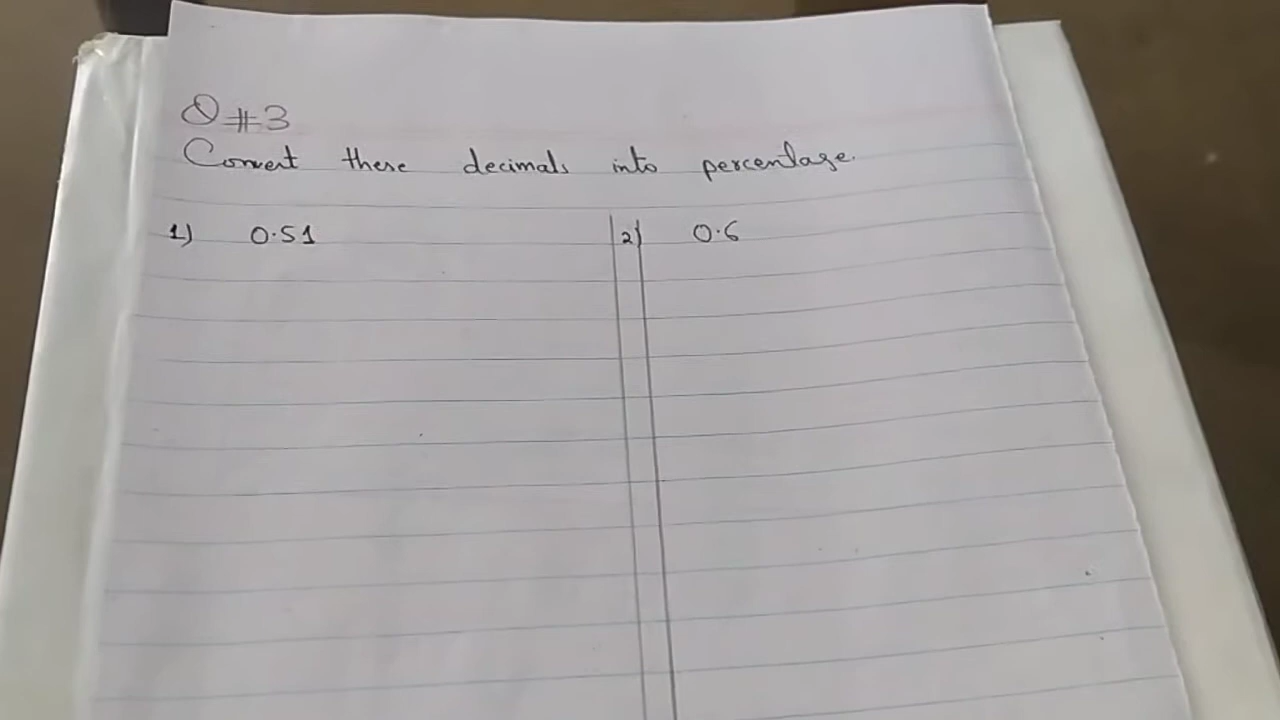 Q#3
Convert these decimals into percentage.
1) 0.51 2) 0.6